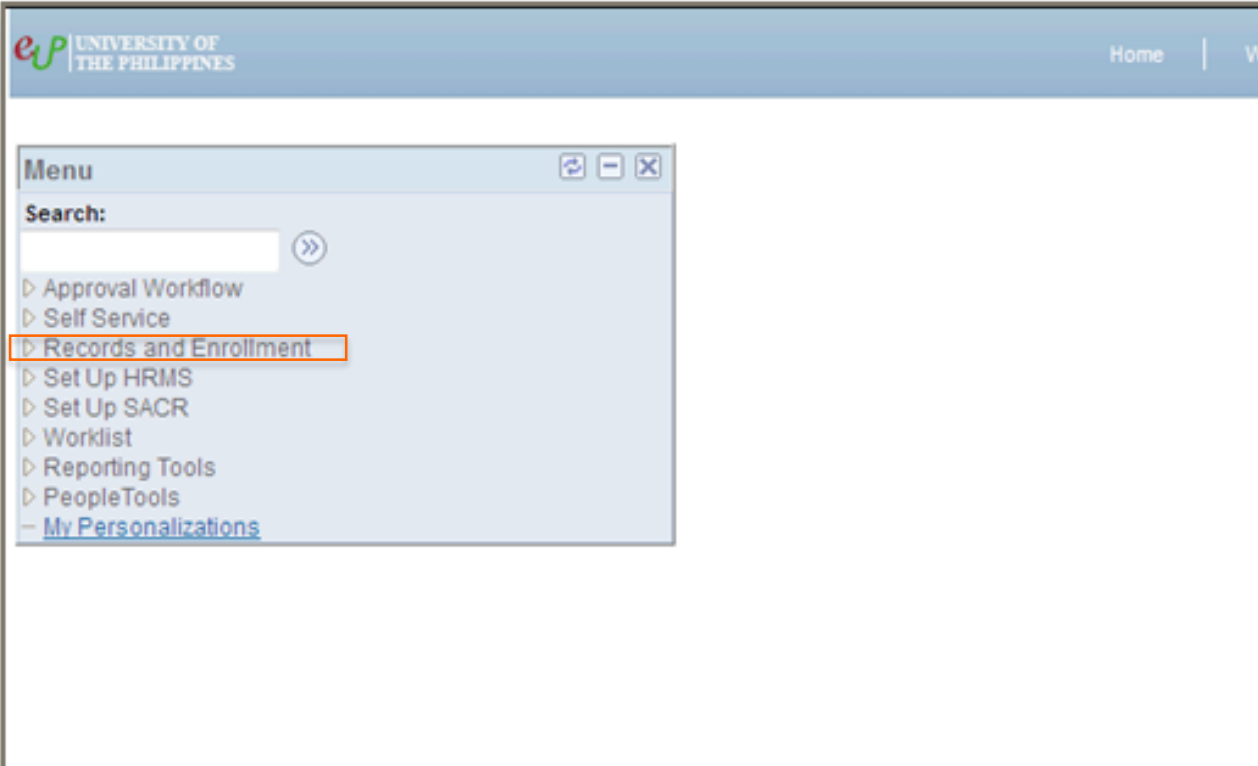 eUP UNIVERSITY OF
THE PHILIPPINES
Home
Menu
Search:
Approval Workflow
Self Service
Records and Enrollment
Set Up HRMS
Set Up SACR
Worklist
Reporting Tools
PeopleTools
My Personalizations